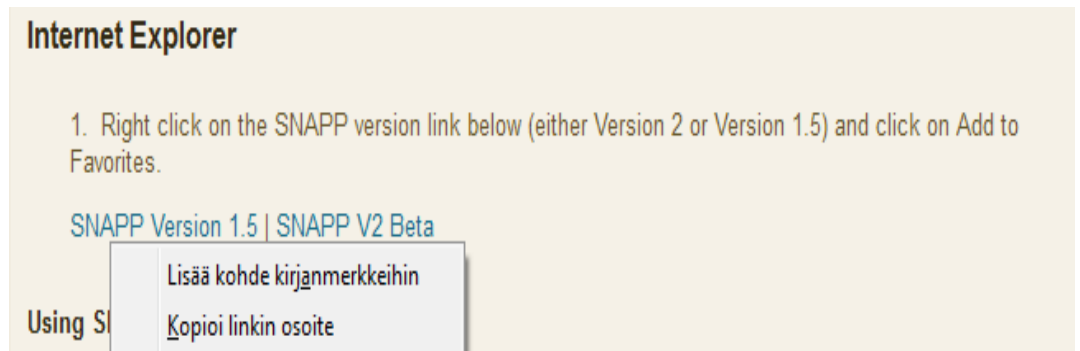 Internet Explorer
1. Right click on the SNAPP version link below (either Version 2 or Version 1.5) and click on Add to
Favorites.
SNAPP Version 1.5 | SNAPP V2 Beta
Lisää kohde kirjanmerkkeihin
Using
Kopioi linkin osoite